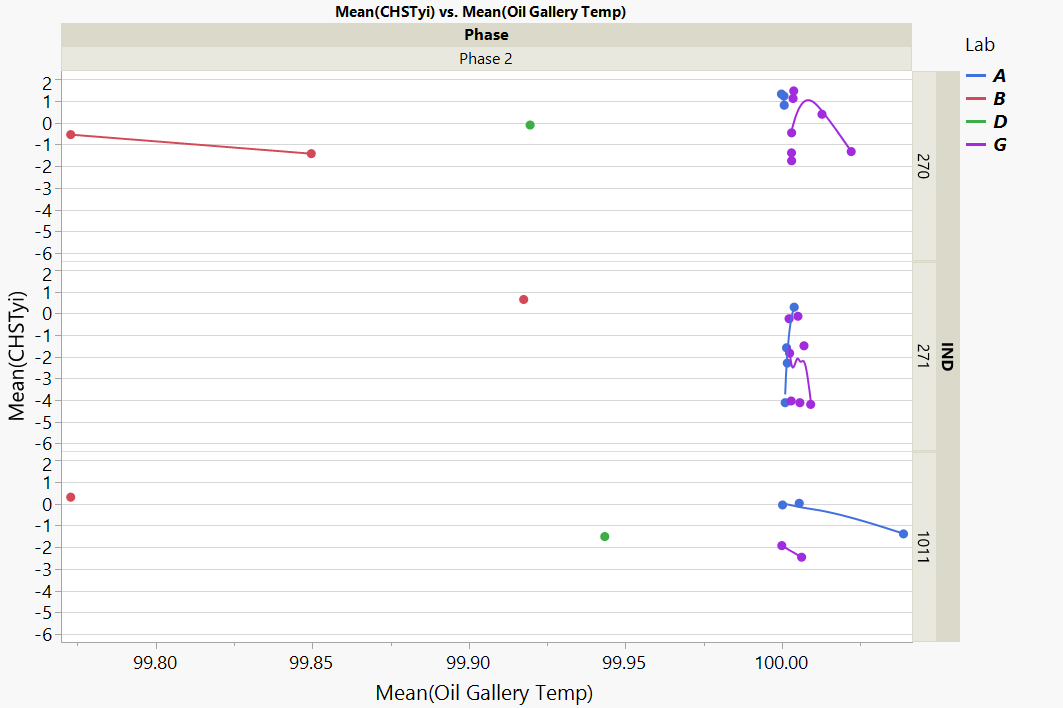 Mean(CHSTyi) vs. Mean(Oil Gallery Temp)
Phase
Phase 2
Lab
A
B
D
G
2
1
0
-1
-2
-3
-4
-5
-6
270
2
1
0
-1
-2
-3
-4
-5
-6
271
2
1
0
-1
-2
-3
-4
-5
-6
1011
IND
Mean(CHSTyi)
99.80 99.85 99.90 99.95 100.00
Mean(Oil Gallery Temp)